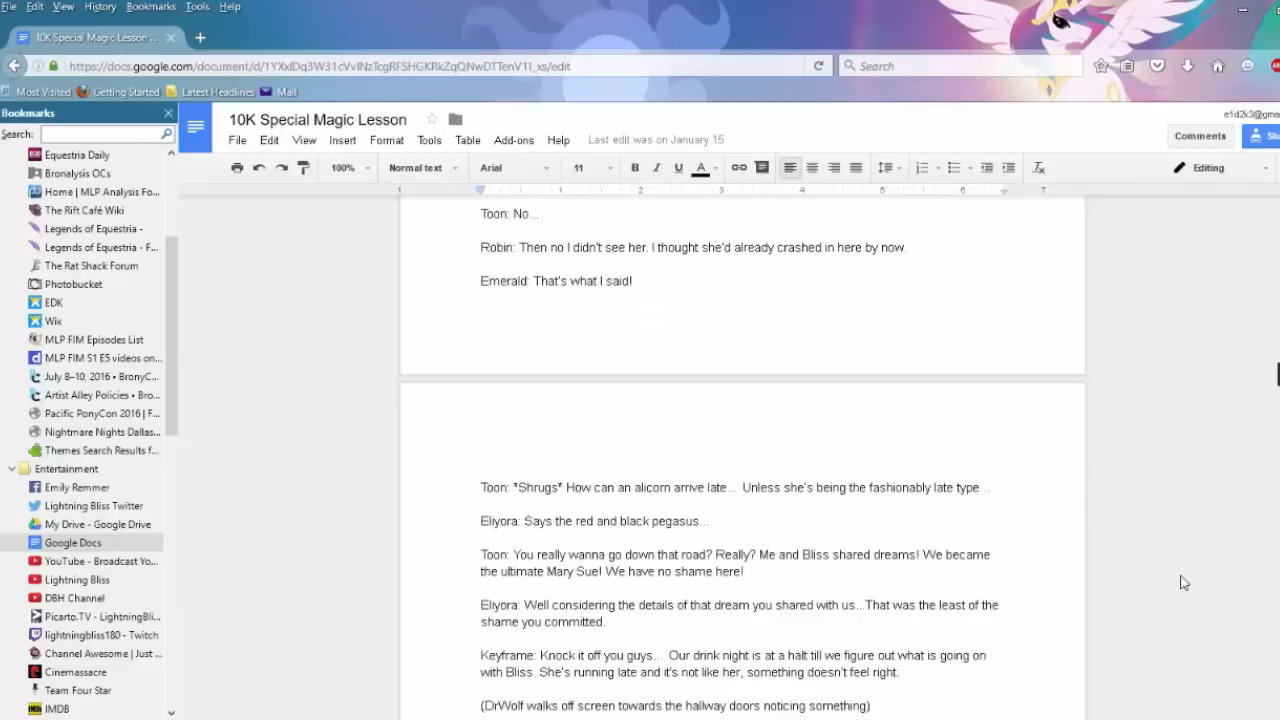 File Edit View History Bookmarks Tools Help
10K Special Magic Lesson ...
Search
Most Visited Getting Started Latest Headlines Mail
Bookmarks
Search:
Equestria Daily
Bronalysis OCs
Home | MLP Analysis Fo...
The Rift Café Wiki
Legends of Equestria -
Legends of Equestria - F...
The Rat Shack Forum
Photobucket
EDK
Wix
MLP FIM Episodes List
MLP FIM S1 E5 videos on...
July 8–10, 2016 • BronyC...
Artist Alley Policies • Bro...
Pacific PonyCon 2016 | F...
Nightmare Nights Dallas...
Themes Search Results f...
Entertainment
Emily Remmer
Lightning Bliss Twitter
My Drive - Google Drive
Google Docs
YouTube - Broadcast Yo...
Lightning Bliss
DBH Channel
Picarto.TV - LightningBli...
lightningbliss180 - Twitch
Channel Awesome | Just ...
Cinemassacre
Team Four Star
IMDB
10K Special Magic Lesson
e1d2k3@gma
File Edit View Insert Format Tools Table Add-ons Help Last edit was on January 15
Comments
100% Normal text Arial 11 B I U A Editing
1 1 2 3 4 5 6 7
Toon: No...
Robin: Then no I didn't see her. I thought she'd already crashed in here by now.
Emerald: That's what I said!
Toon: *Shrugs* How can an alicorn arrive late... Unless she's being the fashionably late type...
Eliyora: Says the red and black pegasus...
Toon: You really wanna go down that road? Really? Me and Bliss shared dreams! We became
the ultimate Mary Sue! We have no shame here!
Eliyora: Well considering the details of that dream you shared with us...That was the least of the
shame you committed.
Keyframe: Knock it off you guys... Our drink night is at a halt till we figure out what is going on
with Bliss. She's running late and it's not like her, something doesn't feel right.
(DrWolf walks off screen towards the hallway doors noticing something)